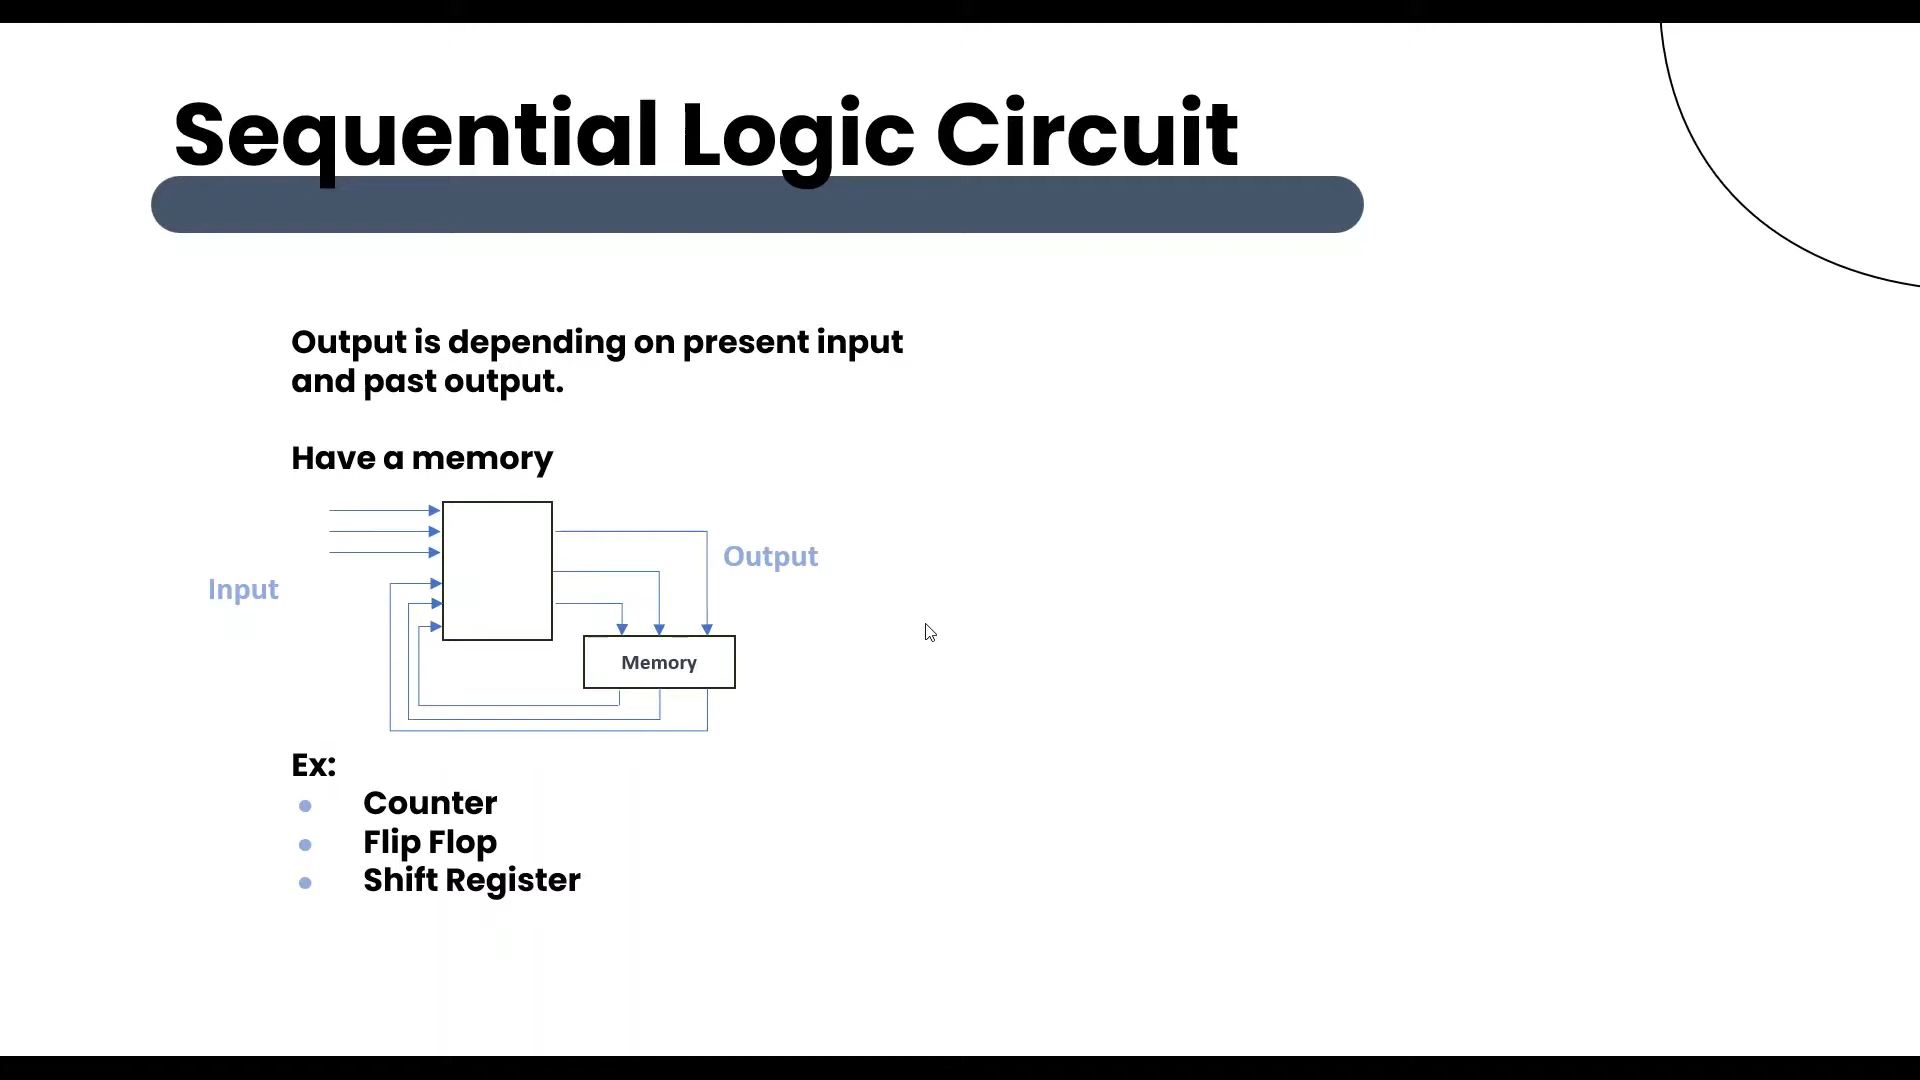 Sequential Logic Circuit
Output is depending on present input
and past output.
Have a memory
Output
Input
Memory
Ex:
Counter
Flip Flop
Shift Register